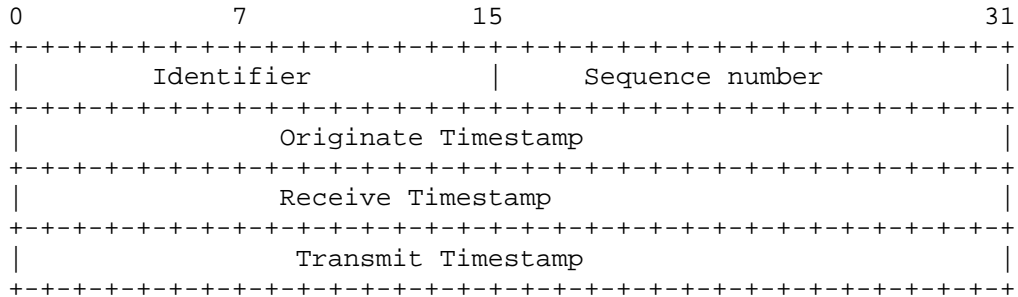 0             7              15                              31
+-+-+-+-+-+-+-+-+-+-+-+-+-+-+-+-+-+-+-+-+-+-+-+-+-+-+-+-+-+-+-+
|        Identifier           |     Sequence number           |
+-+-+-+-+-+-+-+-+-+-+-+-+-+-+-+-+-+-+-+-+-+-+-+-+-+-+-+-+-+-+-+
|                Originate Timestamp                          |
+-+-+-+-+-+-+-+-+-+-+-+-+-+-+-+-+-+-+-+-+-+-+-+-+-+-+-+-+-+-+-+
|                Receive Timestamp                            |
+-+-+-+-+-+-+-+-+-+-+-+-+-+-+-+-+-+-+-+-+-+-+-+-+-+-+-+-+-+-+-+
|                 Transmit Timestamp                          |
+-+-+-+-+-+-+-+-+-+-+-+-+-+-+-+-+-+-+-+-+-+-+-+-+-+-+-+-+-+-+-+